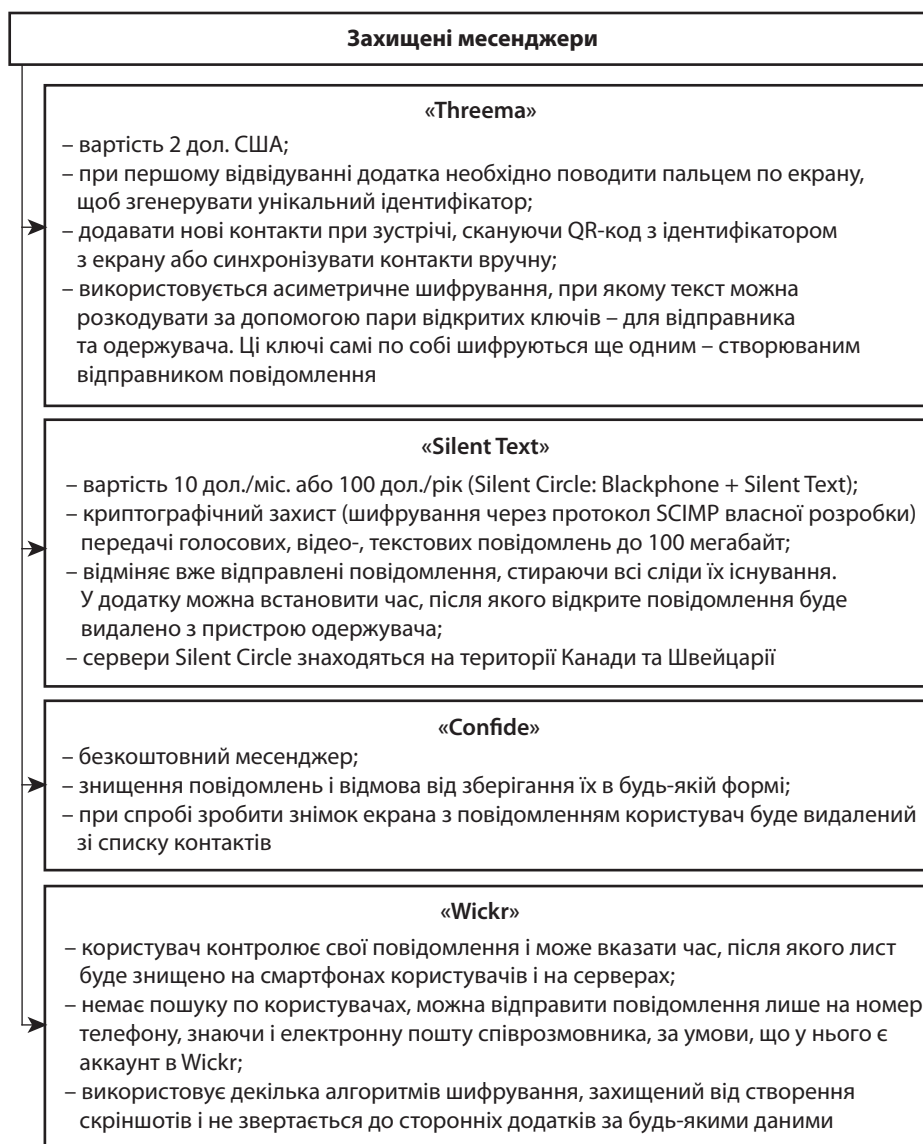 Захищені месенджери
«Threema»
– вартість 2 дол. США;
– при першому відвідуванні додатка необхідно поводити пальцем по екрану,
щоб згенерувати унікальний ідентифікатор;
– додавати нові контакти при зустрічі, скануючи QR-код з ідентифікатором
з екрану або синхронізувати контакти вручну;
– використовується асиметричне шифрування, при якому текст можна
розкодувати за допомогою пари відкритих ключів – для відправника
та одержувача. Ці ключі самі по собі шифруються ще одним – створюваним
відправником повідомлення
«Silent Text»
– вартість 10 дол./міс. або 100 дол./рік (Silent Circle: Blackphone + Silent Text);
– криптографічний захист (шифрування через протокол SCIMP власної розробки)
передачі голосових, відео-, текстових повідомлень до 100 мегабайт;
– відміняє вже відправлені повідомлення, стираючи всі сліди їх існування.
У додатку можна встановити час, після якого відкрите повідомлення буде
видалено з пристрою одержувача;
– сервери Silent Circle знаходяться на території Канади та Швейцарії
«Confide»
– безкоштовний месенджер;
– знищення повідомлень і відмова від зберігання їх в будь-якій формі;
– при спробі зробити знімок екрана з повідомленням користувач буде видалений
зі списку контактів
«Wickr»
– користувач контролює свої повідомлення і може вказати час, після якого лист
буде знищено на смартфонах користувачів і на серверах;
– немає пошуку по користувачах, можна відправити повідомлення лише на номер
телефону, знаючи і електронну пошту співрозмовника, за умови, що у нього є
аккаунт в Wickr;
– використовує декілька алгоритмів шифрування, захищений від створення
скріншотів і не звертається до сторонніх додатків за будь-якими даними